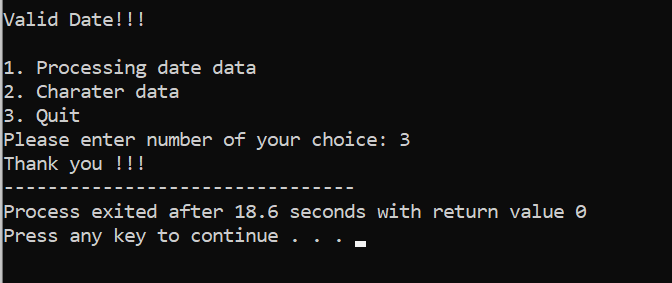 Valid Date!!!
1. Processing date data
2. Charater data
3. Quit
Please enter number of your choice: 3
Thank you !!!
--------------------------------
Process exited after 18.6 seconds with return value 0
Press any key to continue . . .